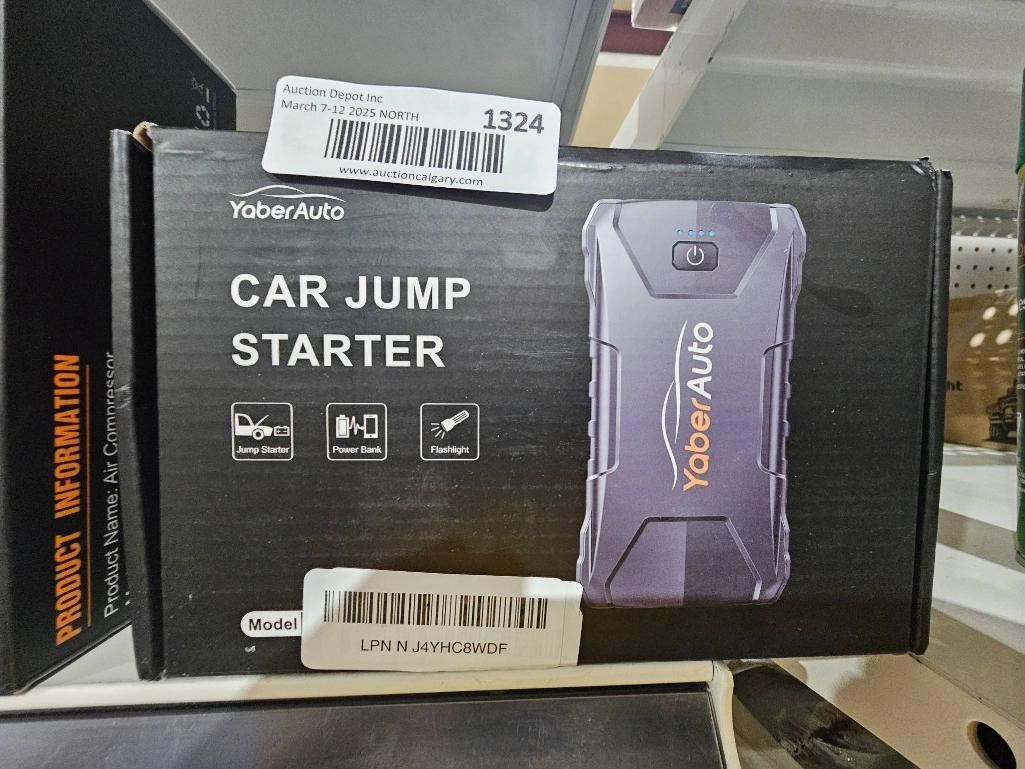 Auction Depot Inc
March 7-12 2025 NORTH
1324
www.auctioncalgary.com
YaberAuto
CAR JUMP
STARTER
Jump Starter
Power Bank
Flashlight
YaberAuto
Model
LPN N J4YHC8WDF
PRODUCT INFORMATION
Product Name: Air Compressor
ht